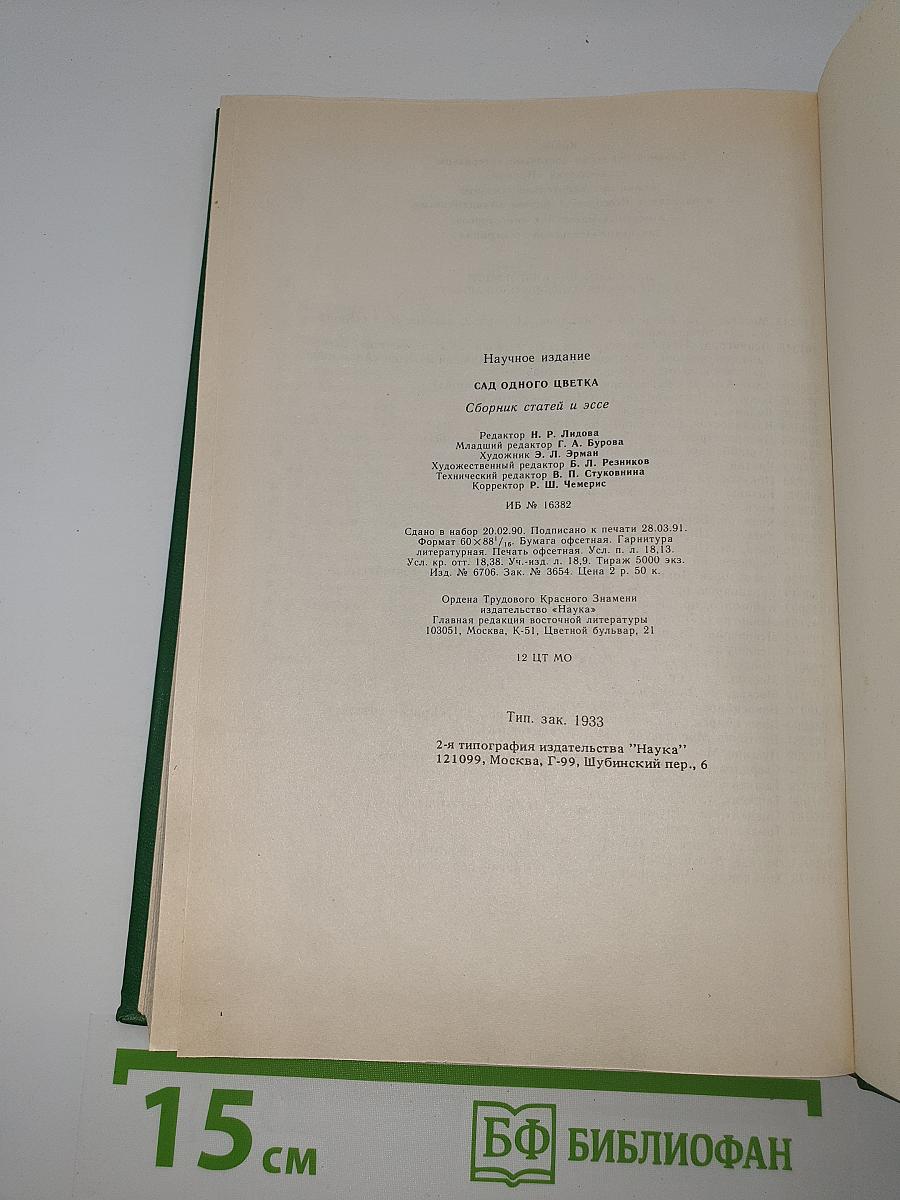 Научное издание
САД ОДНОГО ЦВЕТКА
Сборник статей и эссе
Редактор Н. Р. Лидова
Младший редактор Г. А. Бурова
Художник Э. Л. Эрман
Художественный редактор Б. Л. Резников
Технический редактор В. П. Стуковнина
Корректор Р. Ш. Чемерис
ИБ № 16382
Сдано в набор 20.02.90. Подписано к печати 28.03.91.
Формат 60×88¹/₁₆. Бумага офсетная. Гарнитура
литературная. Печать офсетная. Усл. п. л. 18,13.
Усл. кр. отт. 18,38. Уч.-изд. л. 18,9. Тираж 5000 экз.
Изд. № 6706. Зак. № 3654. Цена 2 р. 50 к.
Ордена Трудового Красного Знамени
издательство «Наука»
Главная редакция восточной литературы
103051, Москва, К-51, Цветной бульвар, 21
12 ЦТ МО
Тип. зак. 1933
2-я типография издательства "Наука"
121099, Москва, Г-99, Шубинский пер., 6
15 см
БФ БИБЛИОФАН